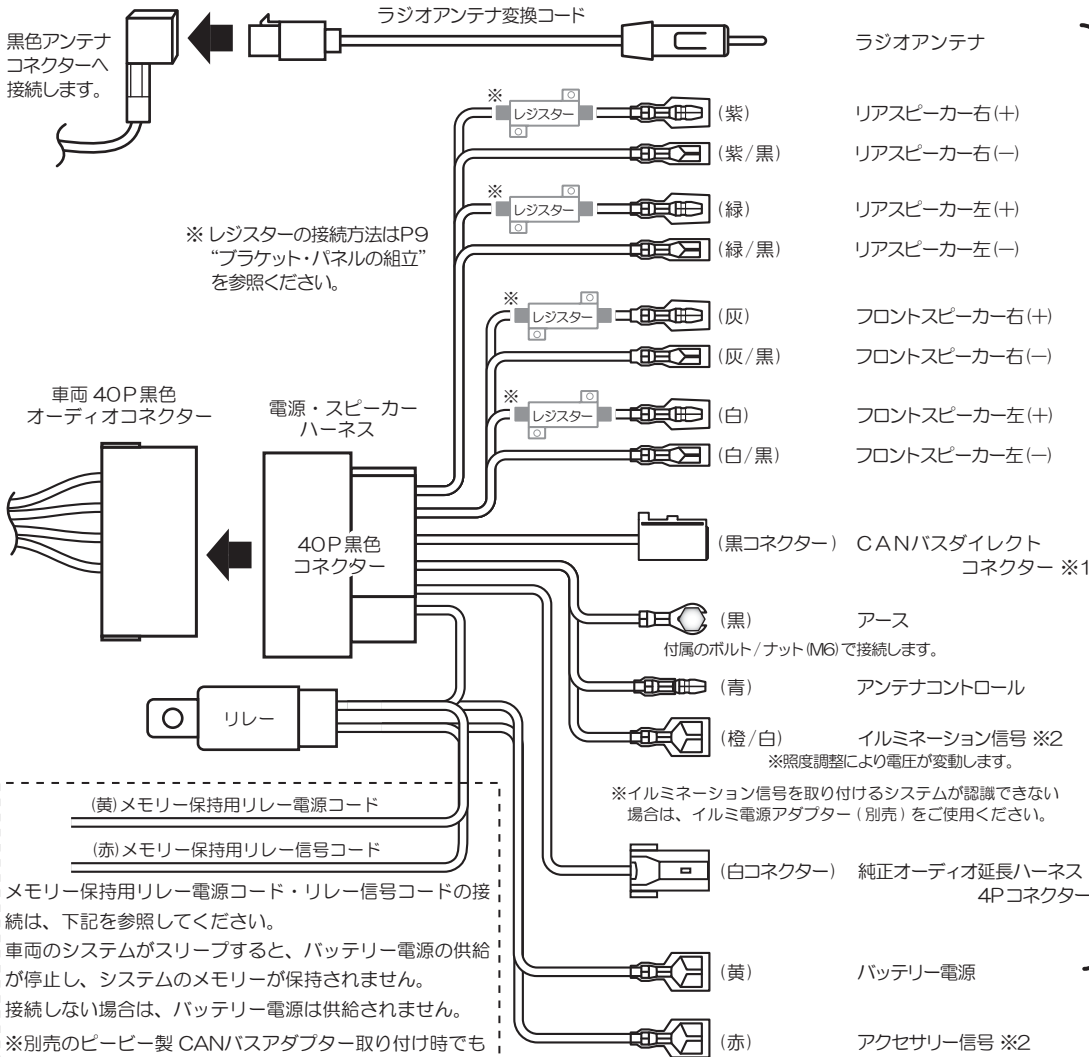 ラジオアンテナ変換コード
黒色アンテナ
コネクターへ
接続します。
ラジオアンテナ
※
レジスター
(紫)
リアスピーカー右(+)
(紫/黒)
リアスピーカー右(−)
※
レジスター
(緑)
リアスピーカー左(+)
(緑/黒)
リアスピーカー左(−)
※ レジスターの接続方法はP9
“ブラケット・パネルの組立”
を参照ください。
※
レジスター
(灰)
フロントスピーカー右(+)
(灰/黒)
フロントスピーカー右(−)
※
レジスター
(白)
フロントスピーカー左(+)
(白/黒)
フロントスピーカー左(−)
車両 40P黒色
オーディオコネクター
電源・スピーカー
ハーネス
40P黒色
コネクター
(黒コネクター)
CANバスダイレクト
コネクター ※1
(黒)
アース
付属のボルト/ナット(M6)で接続します。
(青)
アンテナコントロール
(橙/白)
イルミネーション信号 ※2
※照度調整により電圧が変動します。
※イルミネーション信号を取り付けるシステムが認識できない
場合は、イルミ電源アダプター(別売)をご使用ください。
リレー
(黄)メモリー保持用リレー電源コード
(赤)メモリー保持用リレー信号コード
(白コネクター)
純正オーディオ延長ハーネス
4Pコネクター
メモリー保持用リレー電源コード・リレー信号コードの接
続は、下記を参照してください。
車両のシステムがスリープすると、バッテリー電源の供給
が停止し、システムのメモリーが保持されません。
接続しない場合は、バッテリー電源は供給されません。
※別売のピービー製 CANバスアダプター取り付け時でも
(黄)
バッテリー電源
(赤)
アクセサリー信号 ※2